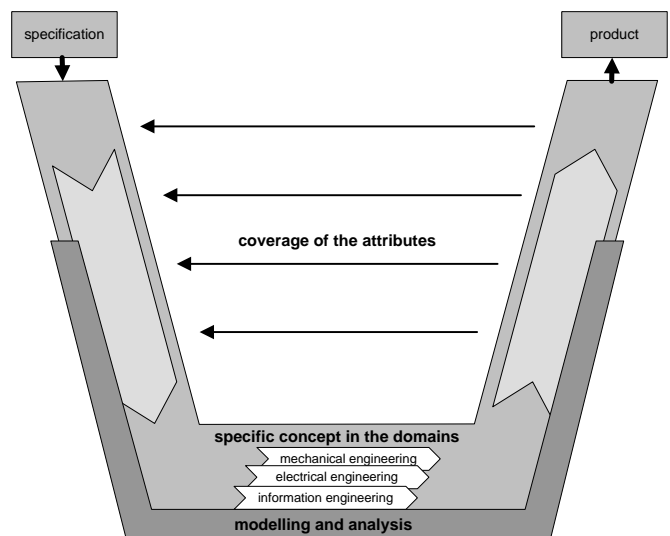 specification
product
coverage of the attributes
specific concept in the domains
mechanical engineering
electrical engineering
information engineering
modelling and analysis